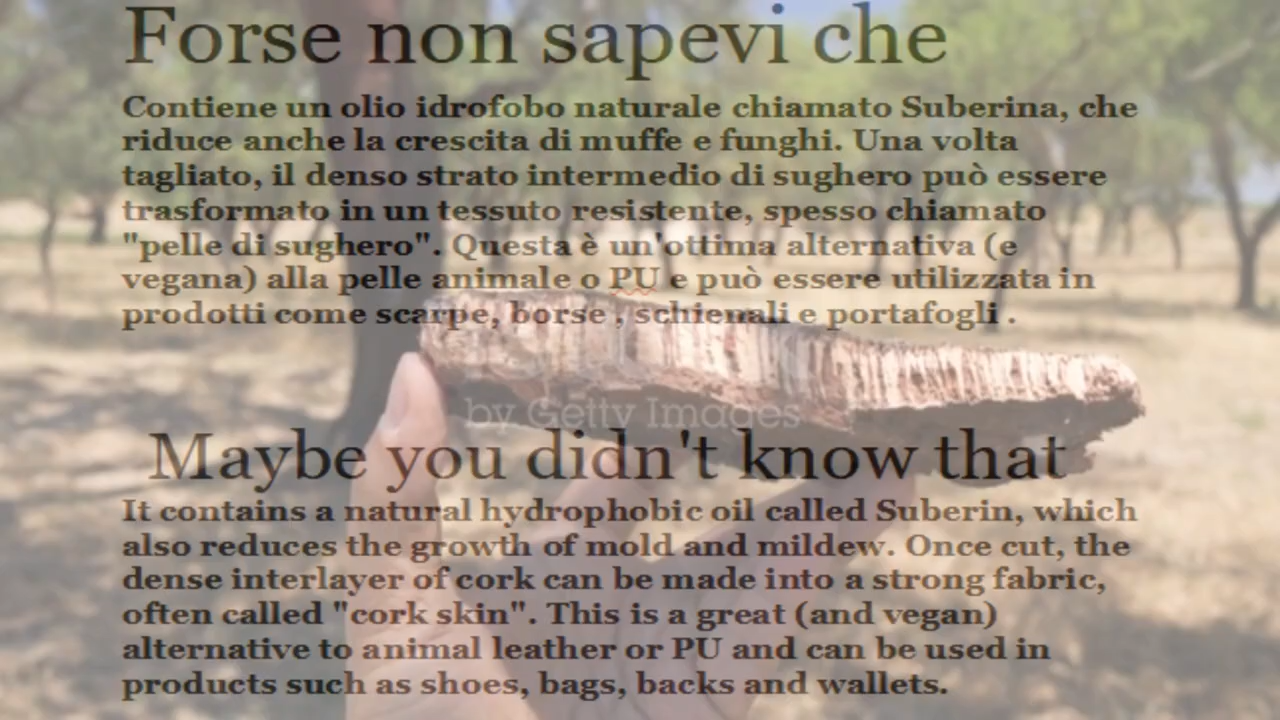 Forse non sapevi che
Contiene un olio idrofobo naturale chiamato Suberina, che
riduce anche la crescita di muffe e funghi. Una volta
tagliato, il denso strato intermedio di sughero può essere
trasformato in un tessuto resistente, spesso chiamato
"pelle di sughero". Questa è un'ottima alternativa (e
vegana) alla pelle animale o PU e può essere utilizzata in
prodotti come scarpe, borse , schienali e portafogli .
by Getty Images
Maybe you didn't know that
It contains a natural hydrophobic oil called Suberin, which
also reduces the growth of mold and mildew. Once cut, the
dense interlayer of cork can be made into a strong fabric,
often called "cork skin". This is a great (and vegan)
alternative to animal leather or PU and can be used in
products such as shoes, bags, backs and wallets.